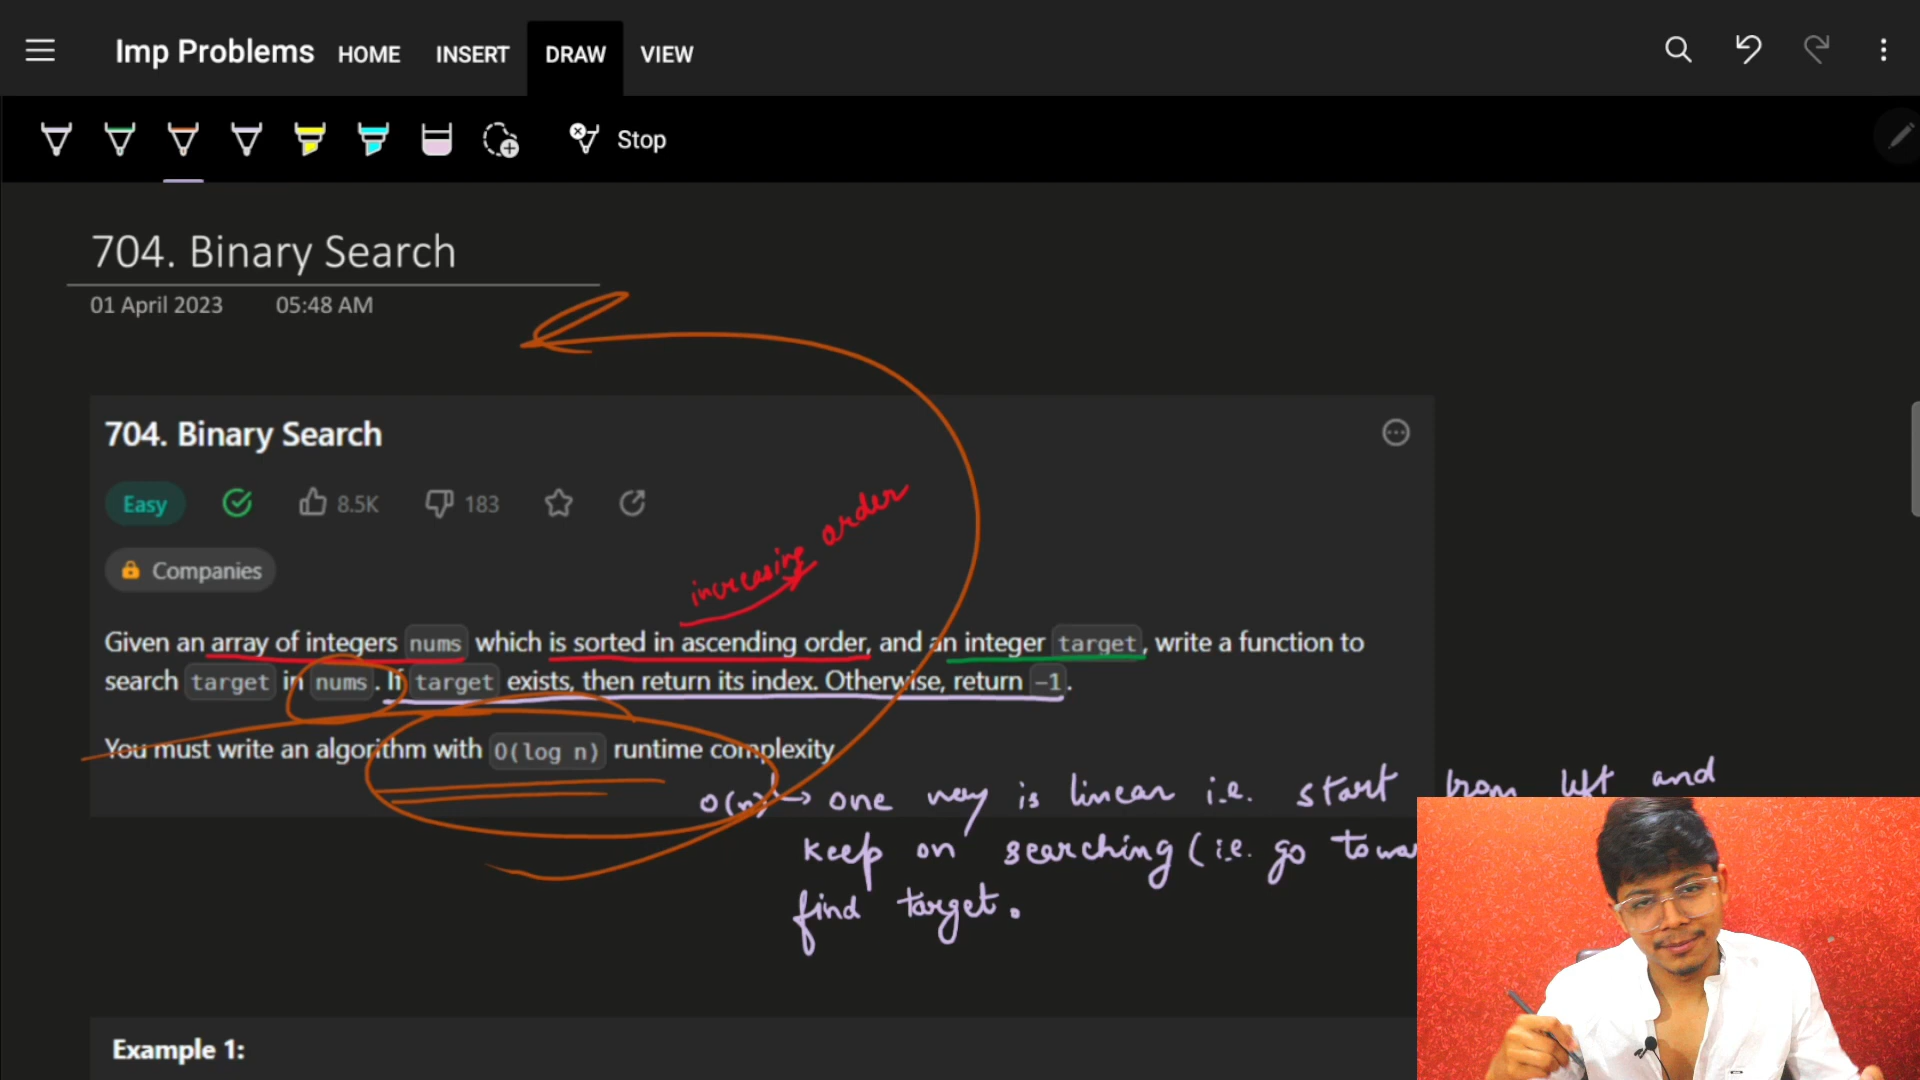 Imp Problems HOME INSERT DRAW VIEW
Stop
704. Binary Search
01 April 2023 05:48 AM
704. Binary Search
Easy 8.5K 183
increasing order
Companies
Given an array of integers nums which is sorted in ascending order, and an integer target, write a function to
search target in nums. If target exists, then return its index. Otherwise, return -1.
You must write an algorithm with O(log n) runtime complexity
O(n) → one way is linear i.e. start from left and
keep on searching (i.e. go
find target.
Example 1: